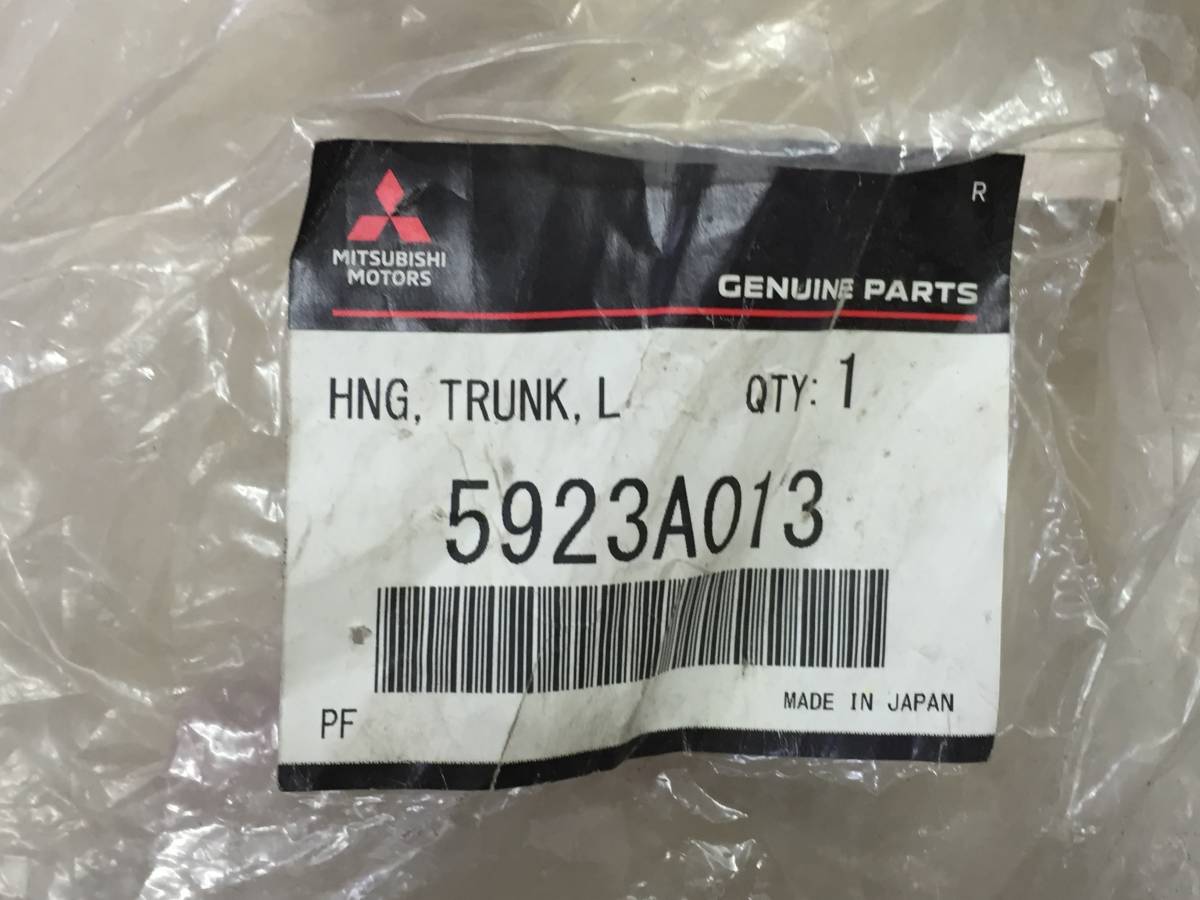 R
MITSUBISHI
MOTORS
GENUINE PARTS
HNG, TRUNK, L QTY: 1
5923A013
MADE IN JAPAN
PF